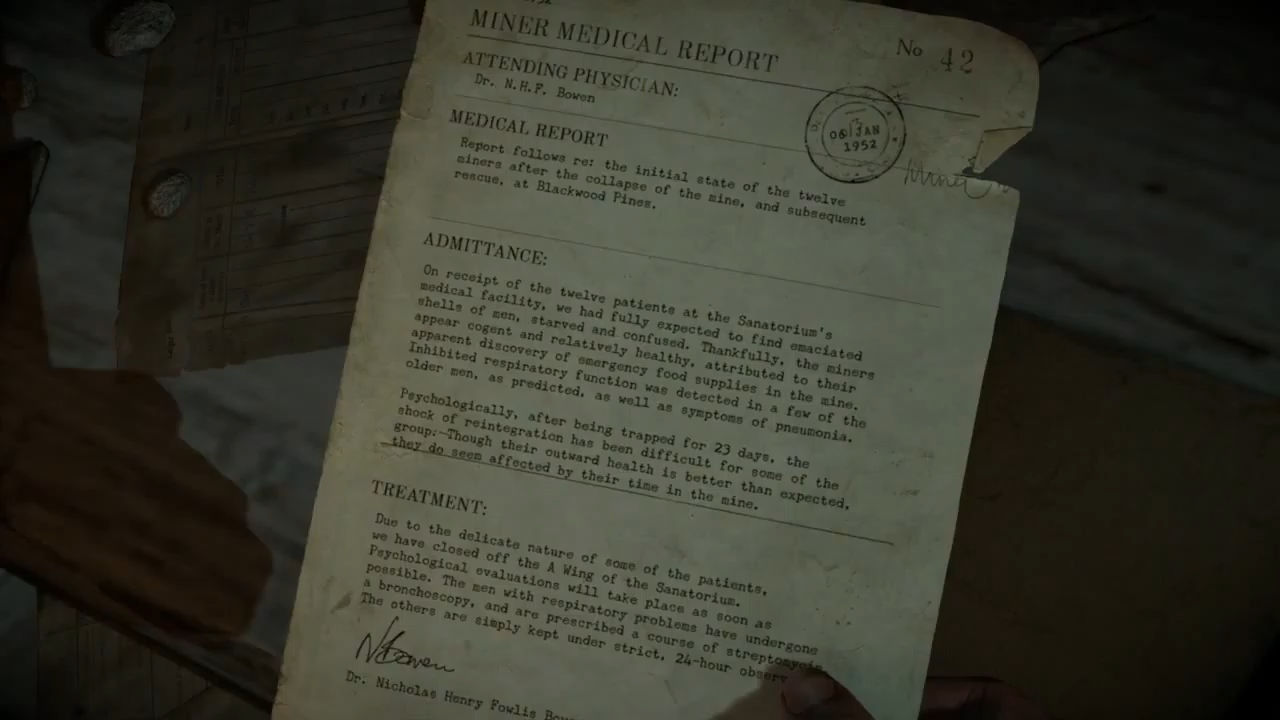 MINER MEDICAL REPORT
No 42
ATTENDING PHYSICIAN:
Dr. N.H.F. Bowen
06 JAN
1952
MEDICAL REPORT
Miner
Report follows re: the initial state of the twelve
miners after the collapse of the mine, and subsequent
rescue, at Blackwood Pines.
ADMITTANCE:
On receipt of the twelve patients at the Sanatorium's
medical facility, we had fully expected to find emaciated
shells of men, starved and confused. Thankfully, the miners
appear cogent and relatively healthy, attributed to their
apparent discovery of emergency food supplies in the mine.
Inhibited respiratory function was detected in a few of the
older men, as predicted, as well as symptoms of pneumonia.
Psychologically, after being trapped for 23 days, the
shock of reintegration has been difficult for some of the
group. Though their outward health is better than expected,
they do seem affected by their time in the mine.
TREATMENT:
Due to the delicate nature of some of the patients,
we have closed off the A Wing of the Sanatorium.
Psychological evaluations will take place as soon as
possible. The men with respiratory problems have undergone
a bronchoscopy, and are prescribed a course of streptomycin
The others are simply kept under strict, 24-hour observ
NBowen
Dr. Nicholas Henry Fowlis Bow